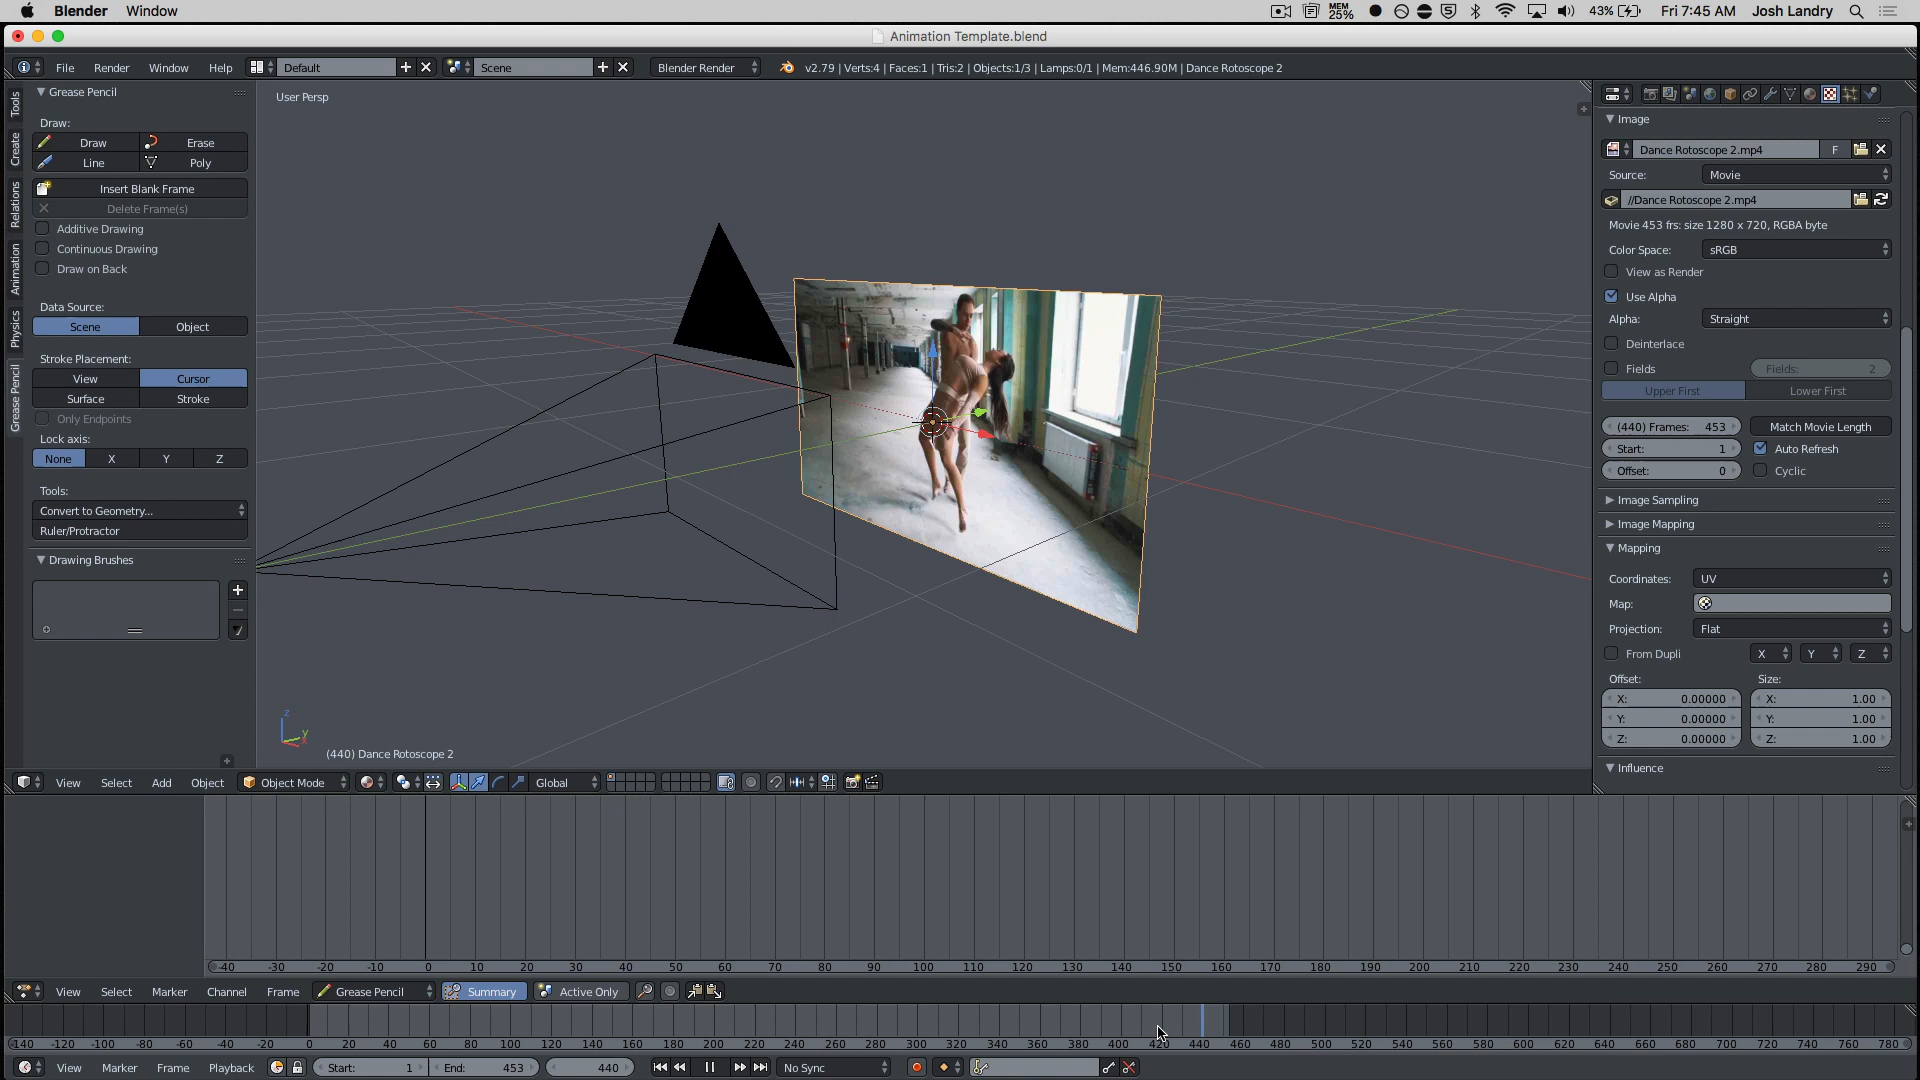 Blender Window MEM 25% 43% Fri 7:45 AM Josh Landry
Animation Template.blend
File Render Window Help Default Scene Blender Render v2.79 | Verts:4 | Faces:1 | Tris:2 | Objects:1/3 | Lamps:0/1 | Mem:446.90M | Dance Rotoscope 2
Tools
Create
Relations
Animation
Physics
Grease Pencil
Grease Pencil
Draw:
Draw Erase
Line Poly
Insert Blank Frame
Delete Frame(s)
Additive Drawing
Continuous Drawing
Draw on Back
Data Source:
Scene Object
Stroke Placement:
View Cursor
Surface Stroke
Only Endpoints
Lock axis:
None X Y Z
Tools:
Convert to Geometry...
Ruler/Protractor
Drawing Brushes
User Persp
z
y
x
(440) Dance Rotoscope 2
Image
Dance Rotoscope 2.mp4 F
Source: Movie
//Dance Rotoscope 2.mp4
Movie 453 frs: size 1280 x 720, RGBA byte
Color Space: sRGB
View as Render
Use Alpha
Alpha: Straight
Deinterlace
Fields Fields: 2
Upper First Lower First
(440) Frames: 453 Match Movie Length
Start: 1 Auto Refresh
Offset: 0 Cyclic
Image Sampling
Image Mapping
Mapping
Coordinates: UV
Map:
Projection: Flat
From Dupli X Y Z
Offset: Size:
X: 0.00000 X: 1.00
Y: 0.00000 Y: 1.00
Z: 0.00000 Z: 1.00
Influence
View Select Add Object Object Mode Global
-40 -30 -20 -10 0 10 20 30 40 50 60 70 80 90 100 110 120 130 140 150 160 170 180 190 200 210 220 230 240 250 260 270 280 290
View Select Marker Channel Frame Grease Pencil Summary Active Only
-140 -120 -100 -80 -60 -40 -20 0 20 40 60 80 100 120 140 160 180 200 220 240 260 280 300 320 340 360 380 400 420 440 460 480 500 520 540 560 580 600 620 640 660 680 700 720 740 760 780
View Marker Frame Playback Start: 1 End: 453 440 No Sync